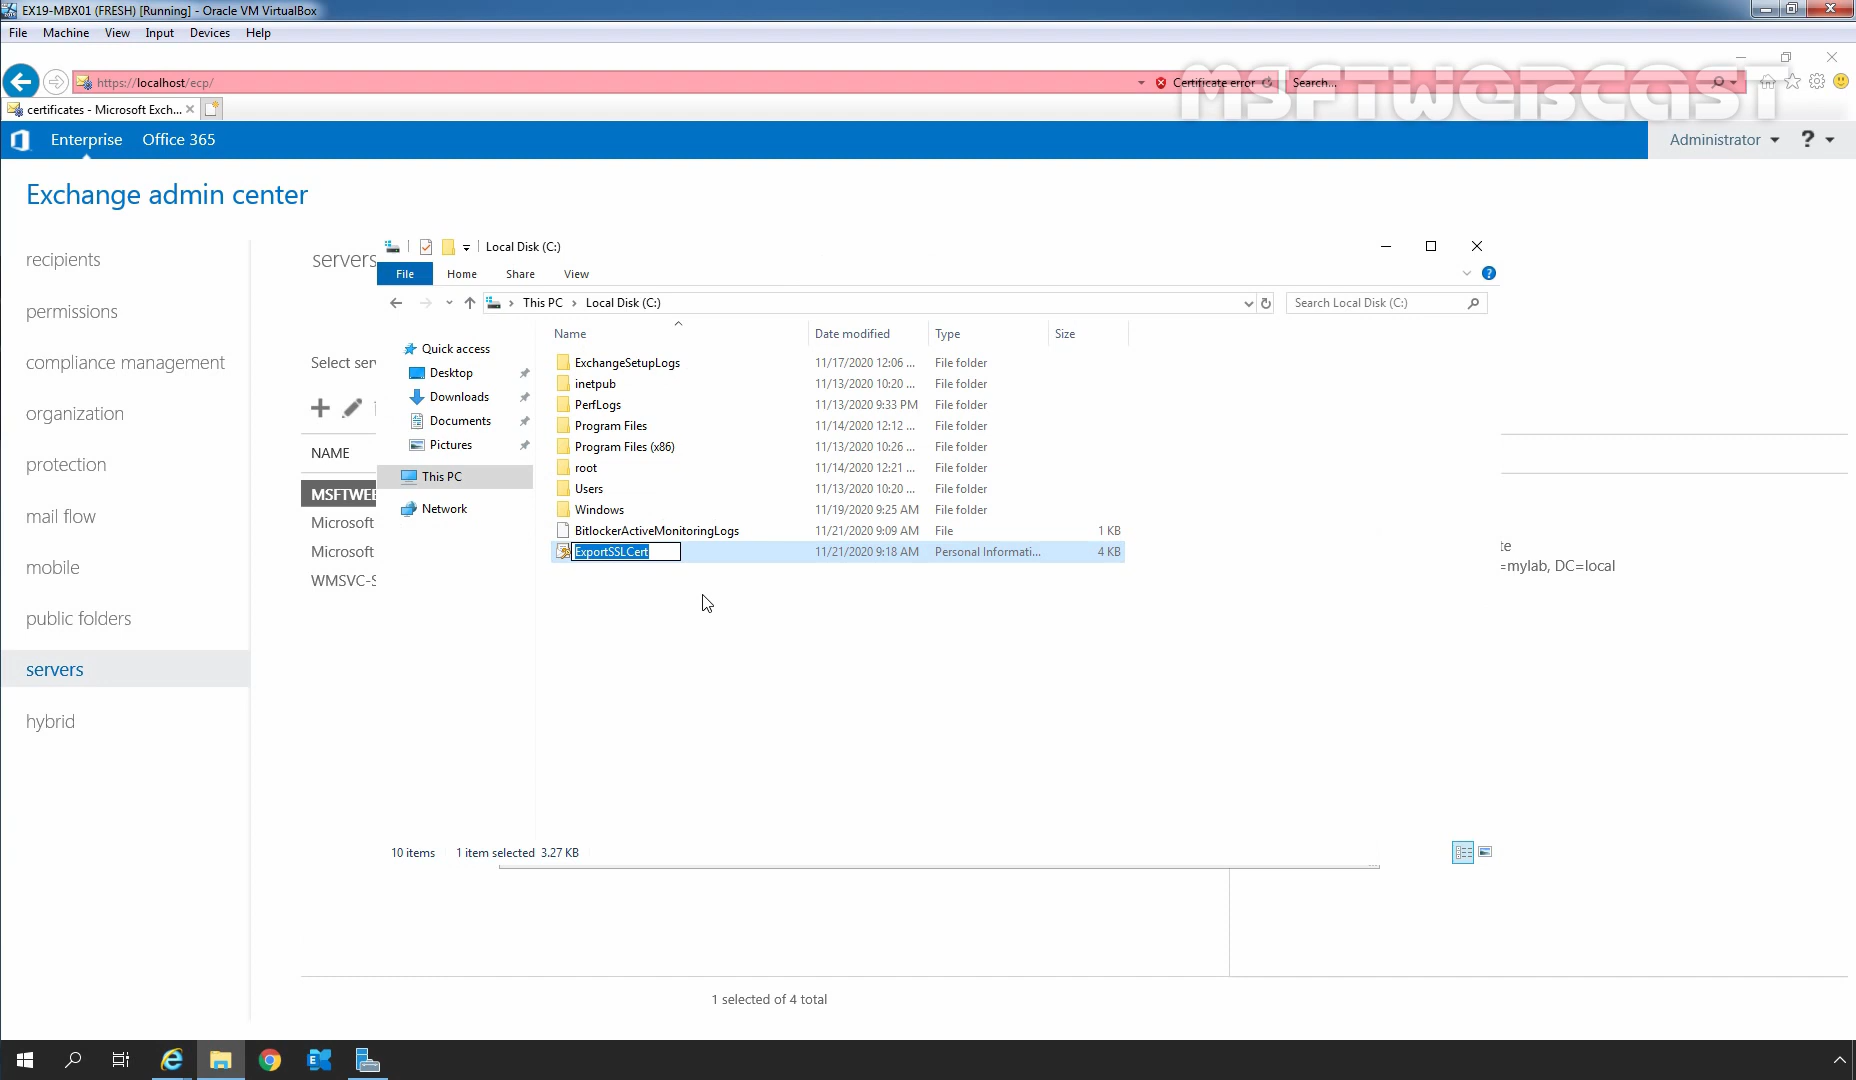 EX19-MBX01 (FRESH) [Running] - Oracle VM VirtualBox
File Machine View Input Devices Help
https://localhost/ecp/ Certificate error Search...
certificates - Microsoft Exch...
MSFTWEBCAST
Enterprise Office 365 Administrator ?
Exchange admin center
recipients
permissions
compliance management
organization
protection
mail flow
mobile
public folders
servers
hybrid
servers
Select ser
NAME
MSFTWEB
Microsoft
Microsoft
WMSVC-S
Local Disk (C:)
File Home Share View
This PC Local Disk (C:) Search Local Disk (C:)
Quick access
Desktop
Downloads
Documents
Pictures
This PC
Network
Name Date modified Type Size
ExchangeSetupLogs 11/17/2020 12:06 ... File folder
inetpub 11/13/2020 10:20 ... File folder
PerfLogs 11/13/2020 9:33 PM File folder
Program Files 11/14/2020 12:12 ... File folder
Program Files (x86) 11/13/2020 10:26 ... File folder
root 11/14/2020 12:21 ... File folder
Users 11/13/2020 10:20 ... File folder
Windows 11/19/2020 9:25 AM File folder
BitlockerActiveMonitoringLogs 11/21/2020 9:09 AM File 1 KB
ExportSSLCert 11/21/2020 9:18 AM Personal Informati... 4 KB
te
=mylab, DC=local
10 items 1 item selected 3.27 KB
1 selected of 4 total